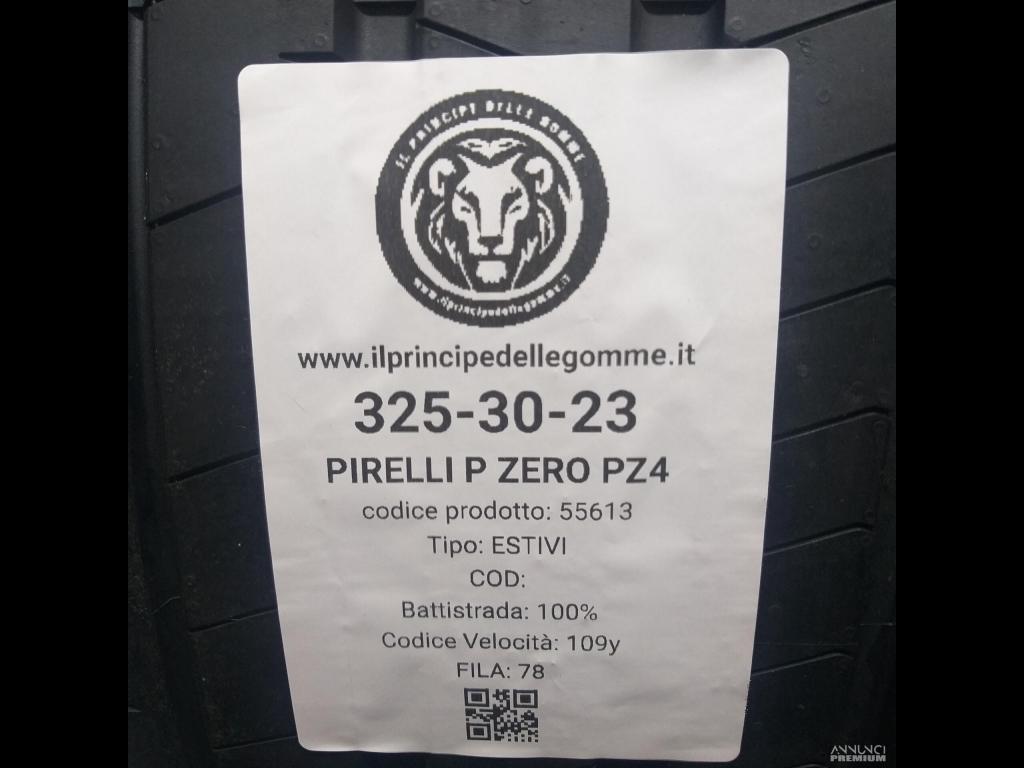 IL PRINCIPE DELLE GOMME
www.ilprincipedellegomme.it
www.ilprincipedellegomme.it
325-30-23
PIRELLI P ZERO PZ4
codice prodotto: 55613
Tipo: ESTIVI
COD:
Battistrada: 100%
Codice Velocità: 109y
FILA: 78
ANNUNCI
PREMIUM